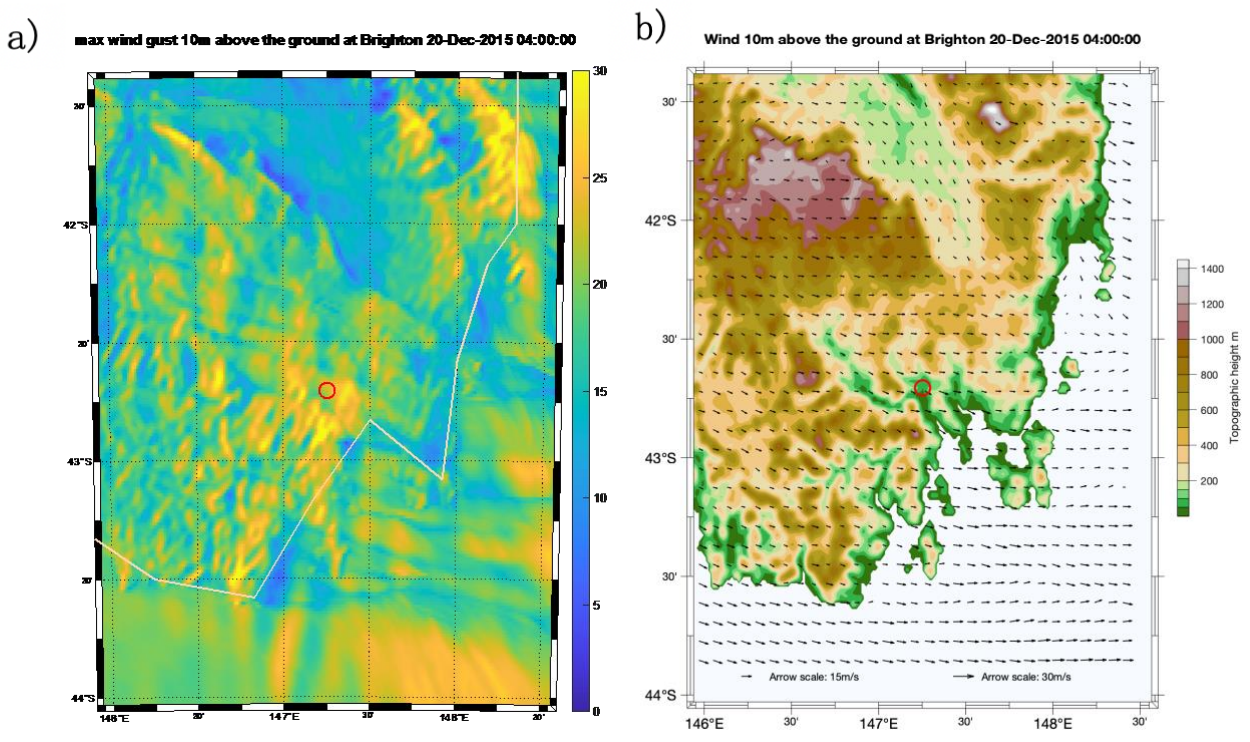 a)
max wind gust 10m above the ground at Brighton 20-Dec-2015 04:00:00
30'
42°S
30'
43°S
30'
44°S
146°E
30'
147°E
30'
148°E
30'
30
25
20
15
10
5
0
b)
Wind 10m above the ground at Brighton 20-Dec-2015 04:00:00
30'
42°S
30'
43°S
30'
44°S
146°E
30'
147°E
30'
148°E
30'
Arrow scale: 15m/s
Arrow scale: 30m/s
1400
1200
1000
800
600
400
200
Topographic height m